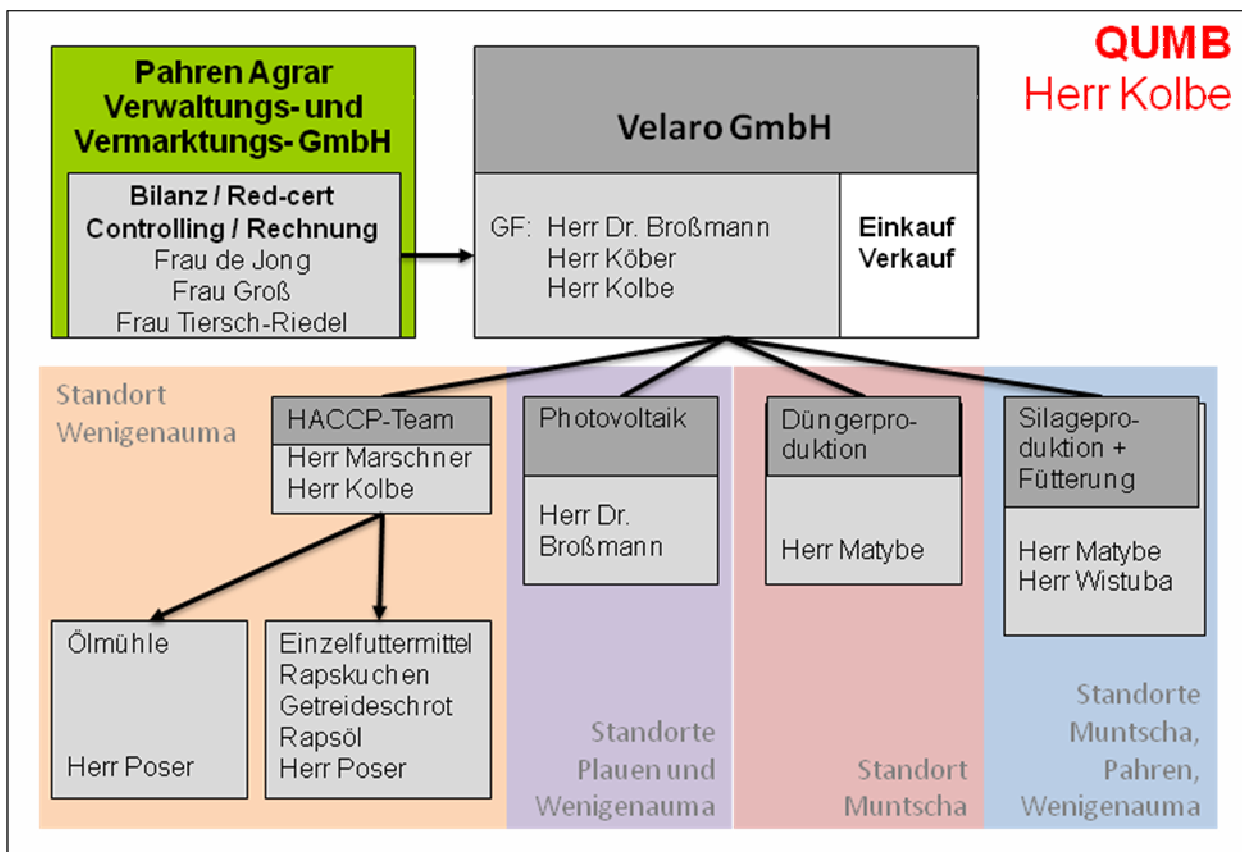 QUMB
Herr Kolbe
Pahren Agrar
Verwaltungs- und
Vermarktungs- GmbH
Bilanz / Red-cert
Controlling / Rechnung
Frau de Jong
Frau Groß
Frau Tiersch-Riedel
Velaro GmbH
GF: Herr Dr. Broßmann
Herr Köber
Herr Kolbe
Einkauf
Verkauf
Standort
Wenigenauma
HACCP-Team
Herr Marschner
Herr Kolbe
Ölmühle
Herr Poser
Einzelfuttermittel
Rapskuchen
Getreideschrot
Rapsöl
Herr Poser
Photovoltaik
Herr Dr.
Broßmann
Standorte
Plauen und
Wenigenauma
Düngerpro-
duktion
Herr Matybe
Standort
Muntscha
Silagepro-
duktion +
Fütterung
Herr Matybe
Herr Wistuba
Standorte
Muntscha,
Pahren,
Wenigenauma